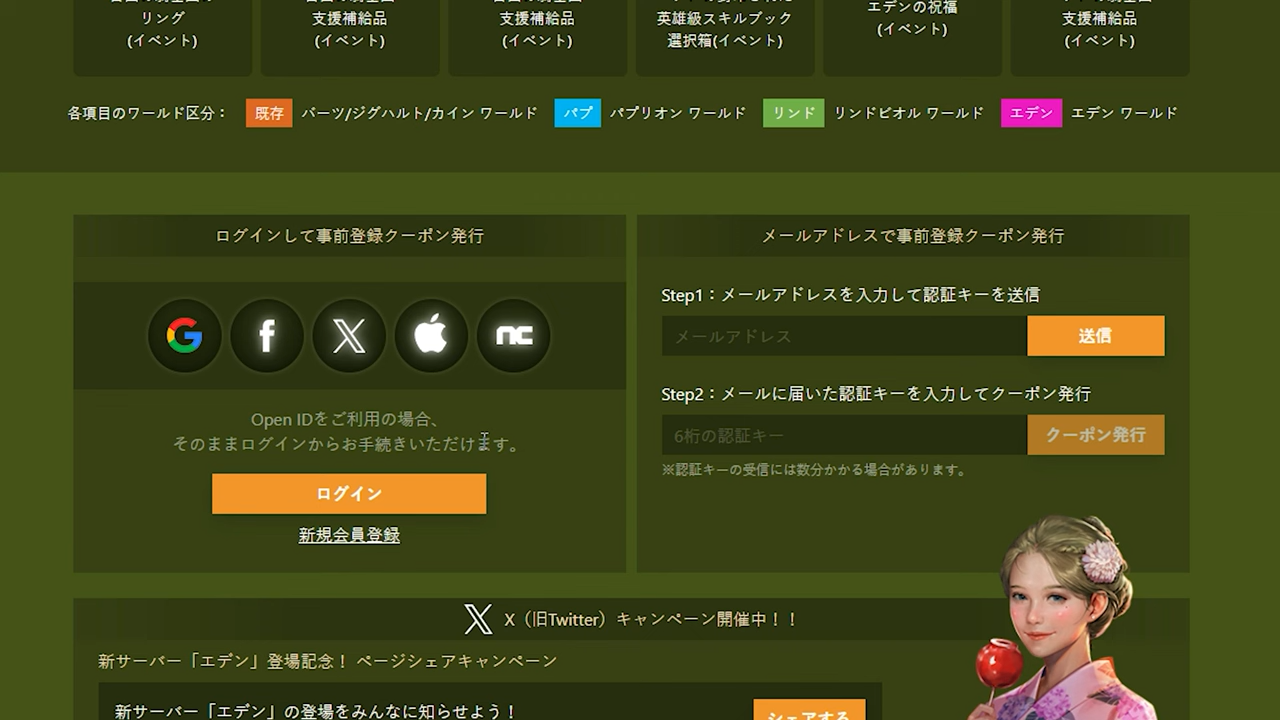 リング
(イベント)
支援補給品
(イベント)
支援補給品
(イベント)
英雄級スキルブック
選択箱(イベント)
エデンの祝福
(イベント)
支援補給品
(イベント)
各項目のワールド区分： 既存 バーツ/ジグハルト/カイン ワールド パプ パプリオン ワールド リンド リンドビオル ワールド エデン エデン ワールド
ログインして事前登録クーポン発行
Open IDをご利用の場合、
そのままログインからお手続きいただけます。
ログイン
新規会員登録
メールアドレスで事前登録クーポン発行
Step1：メールアドレスを入力して認証キーを送信
メールアドレス 送信
Step2：メールに届いた認証キーを入力してクーポン発行
6桁の認証キー クーポン発行
※認証キーの受信には数分かかる場合があります。
X（旧Twitter）キャンペーン開催中！！
新サーバー「エデン」登場記念！ ページシェアキャンペーン
新サーバー「エデン」の登場をみんなに知らせよう！
シェアする